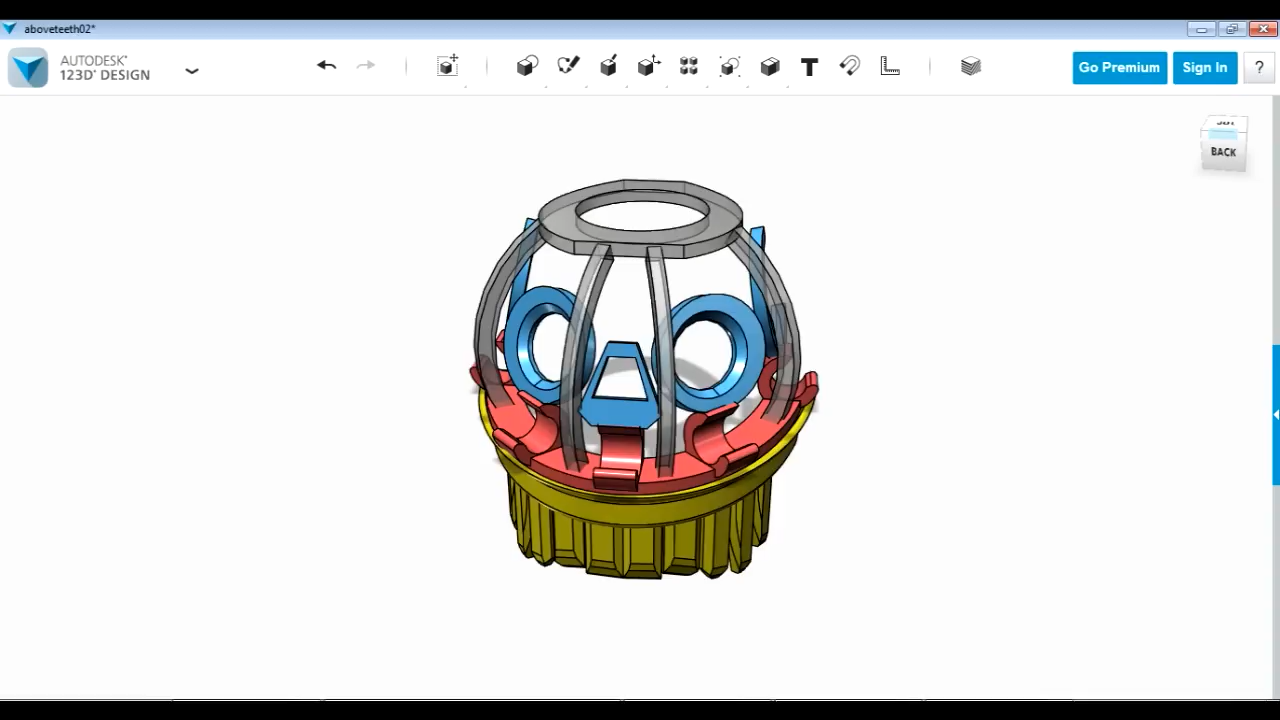 aboveteeth02*
AUTODESK®
123D® DESIGN
Go Premium
Sign In
?
BACK